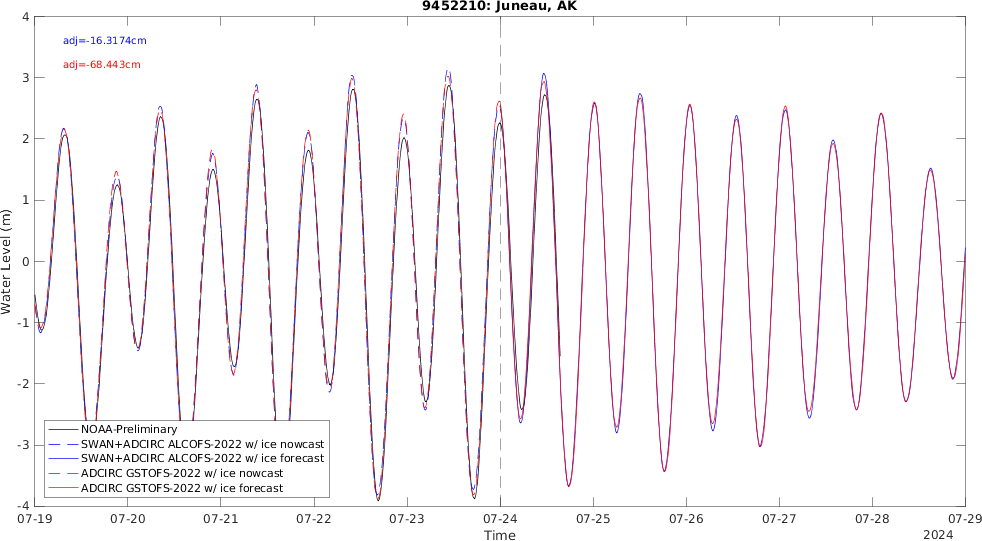 9452210: Juneau, AK
adj=-16.3174cm
adj=-68.443cm
Water Level (m)
4
3
2
1
0
-1
-2
-3
-4
NOAA-Preliminary
SWAN+ADCIRC ALCOFS-2022 w/ ice nowcast
SWAN+ADCIRC ALCOFS-2022 w/ ice forecast
ADCIRC GSTOFS-2022 w/ ice nowcast
ADCIRC GSTOFS-2022 w/ ice forecast
07-19 07-20 07-21 07-22 07-23 07-24 07-25 07-26 07-27 07-28 07-29
Time
2024